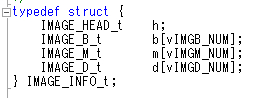 typedef struct {
IMAGE_HEAD_t h;
IMAGE_B_t b[vIMGB_NUM];
IMAGE_M_t m[vIMGM_NUM];
IMAGE_D_t d[vIMGD_NUM];
} IMAGE_INFO_t;